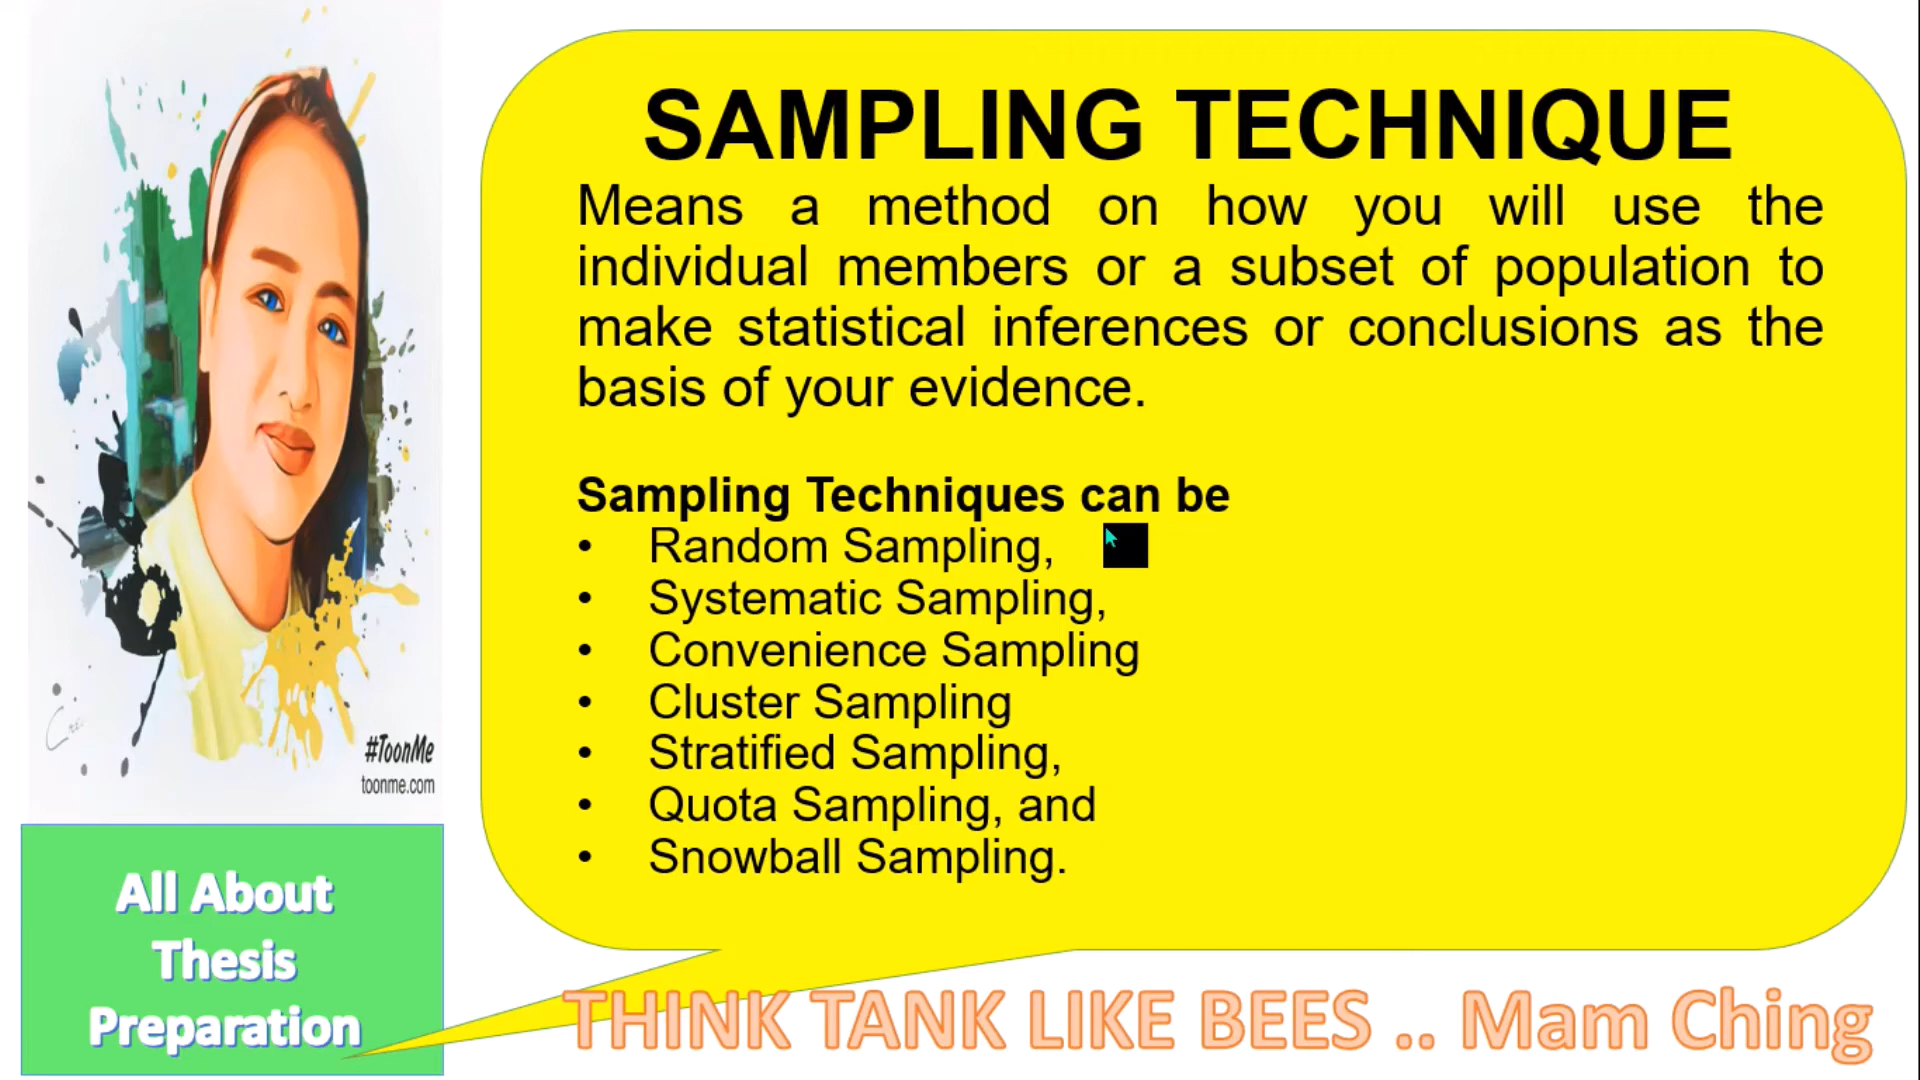 SAMPLING TECHNIQUE
Means a method on how you will use the
individual members or a subset of population to
make statistical inferences or conclusions as the
basis of your evidence.
Sampling Techniques can be
• Random Sampling,
• Systematic Sampling,
• Convenience Sampling
• Cluster Sampling
• Stratified Sampling,
• Quota Sampling, and
• Snowball Sampling.
#ToonMe
toonme.com
All About
Thesis
Preparation
THINK TANK LIKE BEES .. Mam Ching